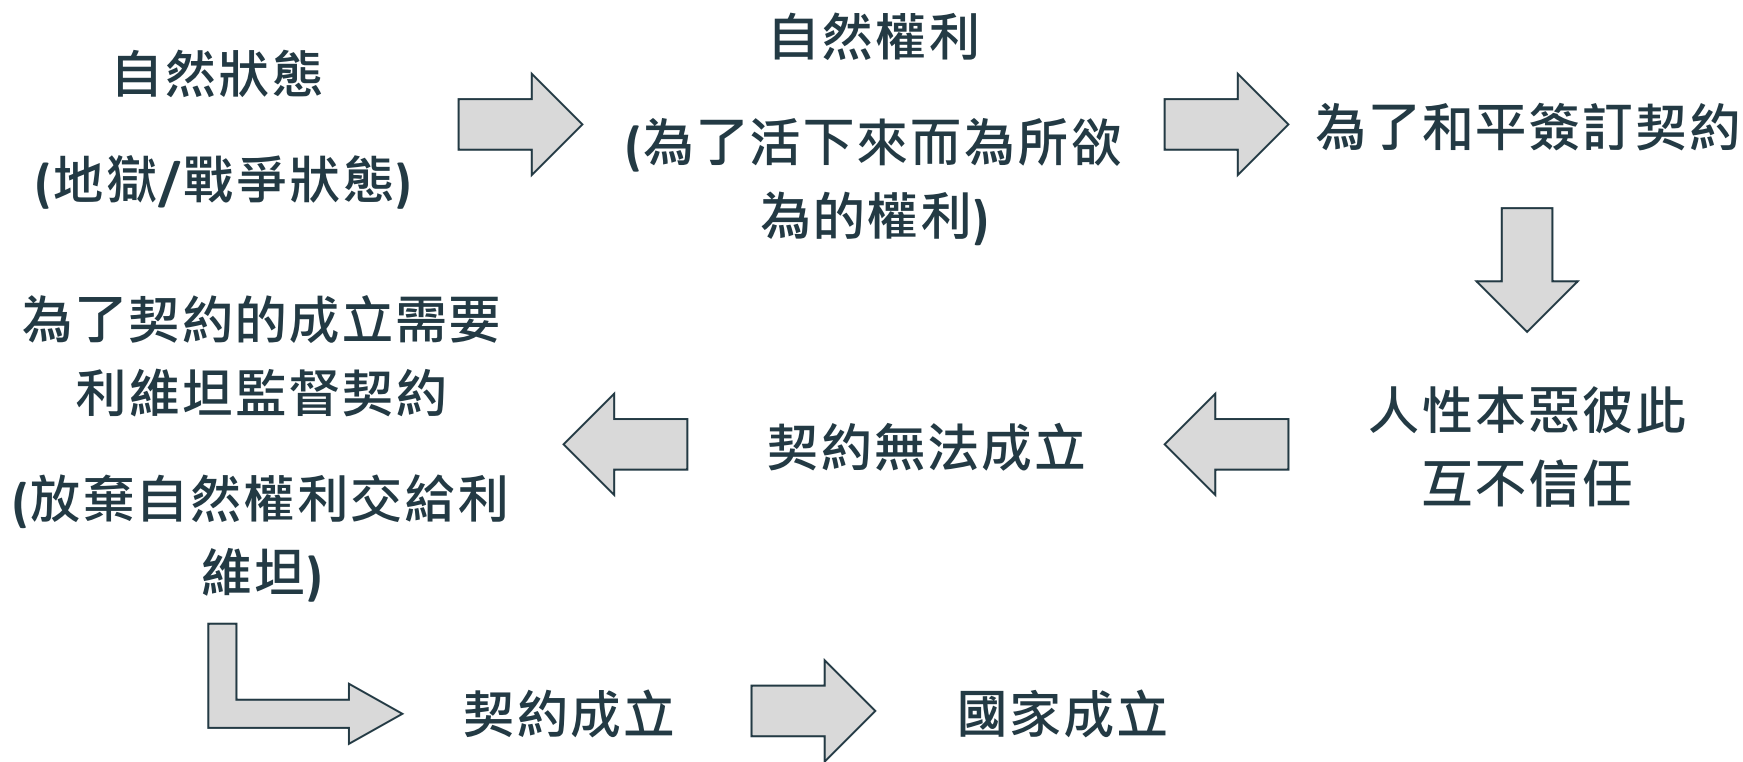 自然狀態
(地獄/戰爭狀態)
自然權利
(為了活下來而為所欲
為的權利)
為了和平簽訂契約
人性本惡彼此
互不信任
契約無法成立
為了契約的成立需要
利維坦監督契約
(放棄自然權利交給利
維坦)
契約成立
國家成立